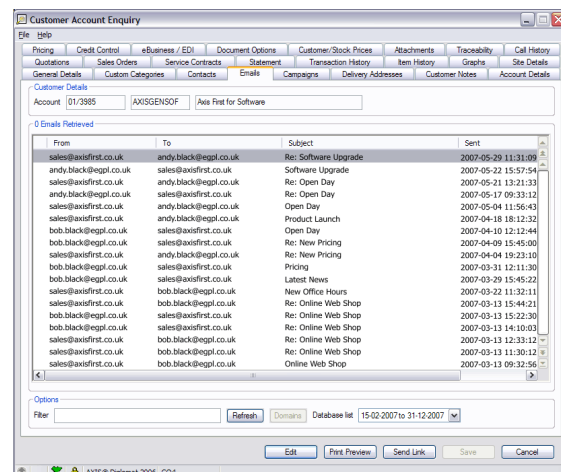 Customer Account Enquiry
File Help
Pricing Credit Control eBusiness / EDI Document Options Customer/Stock Prices Attachments Traceability Call History
Quotations Sales Orders Service Contracts Statement Transaction History Item History Graphs Site Details
General Details Custom Categories Contacts Emails Campaigns Delivery Addresses Customer Notes Account Details
Customer Details
Account 01/3985 AXISGENSOF Axis First for Software
0 Emails Retrieved
From To Subject Sent
sales@axisfirst.co.uk andy.black@egpl.co.uk Re: Software Upgrade 2007-05-29 11:31:09
andy.black@egpl.co.uk sales@axisfirst.co.uk Software Upgrade 2007-05-22 15:57:54
sales@axisfirst.co.uk andy.black@egpl.co.uk Re: Open Day 2007-05-21 13:21:33
andy.black@egpl.co.uk sales@axisfirst.co.uk Re: Open Day 2007-05-17 09:33:12
sales@axisfirst.co.uk andy.black@egpl.co.uk Open Day 2007-05-04 11:56:43
sales@axisfirst.co.uk andy.black@egpl.co.uk Product Launch 2007-04-18 18:12:32
bob.black@egpl.co.uk sales@axisfirst.co.uk Open Day 2007-04-10 12:12:44
bob.black@egpl.co.uk sales@axisfirst.co.uk Re: New Pricing 2007-04-09 15:45:00
sales@axisfirst.co.uk andy.black@egpl.co.uk Re: New Pricing 2007-04-04 19:23:10
bob.black@egpl.co.uk sales@axisfirst.co.uk Pricing 2007-03-31 12:11:30
bob.black@egpl.co.uk sales@axisfirst.co.uk Latest News 2007-03-29 15:45:22
sales@axisfirst.co.uk bob.black@egpl.co.uk New Office Hours 2007-03-22 11:32:11
sales@axisfirst.co.uk bob.black@egpl.co.uk Re: Online Web Shop 2007-03-13 15:44:21
bob.black@egpl.co.uk sales@axisfirst.co.uk Re: Online Web Shop 2007-03-13 15:22:30
sales@axisfirst.co.uk bob.black@egpl.co.uk Re: Online Web Shop 2007-03-13 14:10:03
sales@axisfirst.co.uk bob.black@egpl.co.uk Re: Online Web Shop 2007-03-13 12:33:12
bob.black@egpl.co.uk sales@axisfirst.co.uk Re: Online Web Shop 2007-03-13 11:30:12
sales@axisfirst.co.uk bob.black@egpl.co.uk Online Web Shop 2007-03-13 09:32:56
Options
Filter Refresh Domains Database list 15-02-2007 to 31-12-2007
Edit Print Preview Send Link Save Cancel